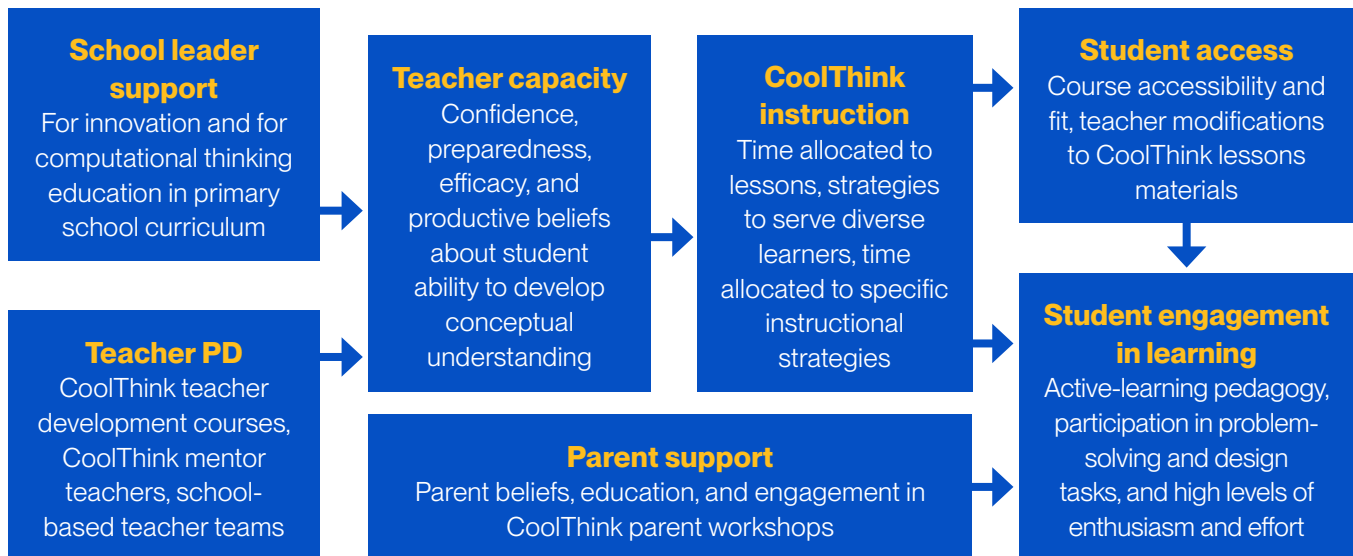 School leader
support
For innovation and for
computational thinking
education in primary
school curriculum
Teacher PD
CoolThink teacher
development courses,
CoolThink mentor
teachers, school-
based teacher teams
Teacher capacity
Confidence,
preparedness,
efficacy, and
productive beliefs
about student
ability to develop
conceptual
understanding
CoolThink
instruction
Time allocated to
lessons, strategies
to serve diverse
learners, time
allocated to specific
instructional
strategies
Parent support
Parent beliefs, education, and engagement in
CoolThink parent workshops
Student access
Course accessibility and
fit, teacher modifications
to CoolThink lessons
materials
Student engagement
in learning
Active-learning pedagogy,
participation in problem-
solving and design
tasks, and high levels of
enthusiasm and effort